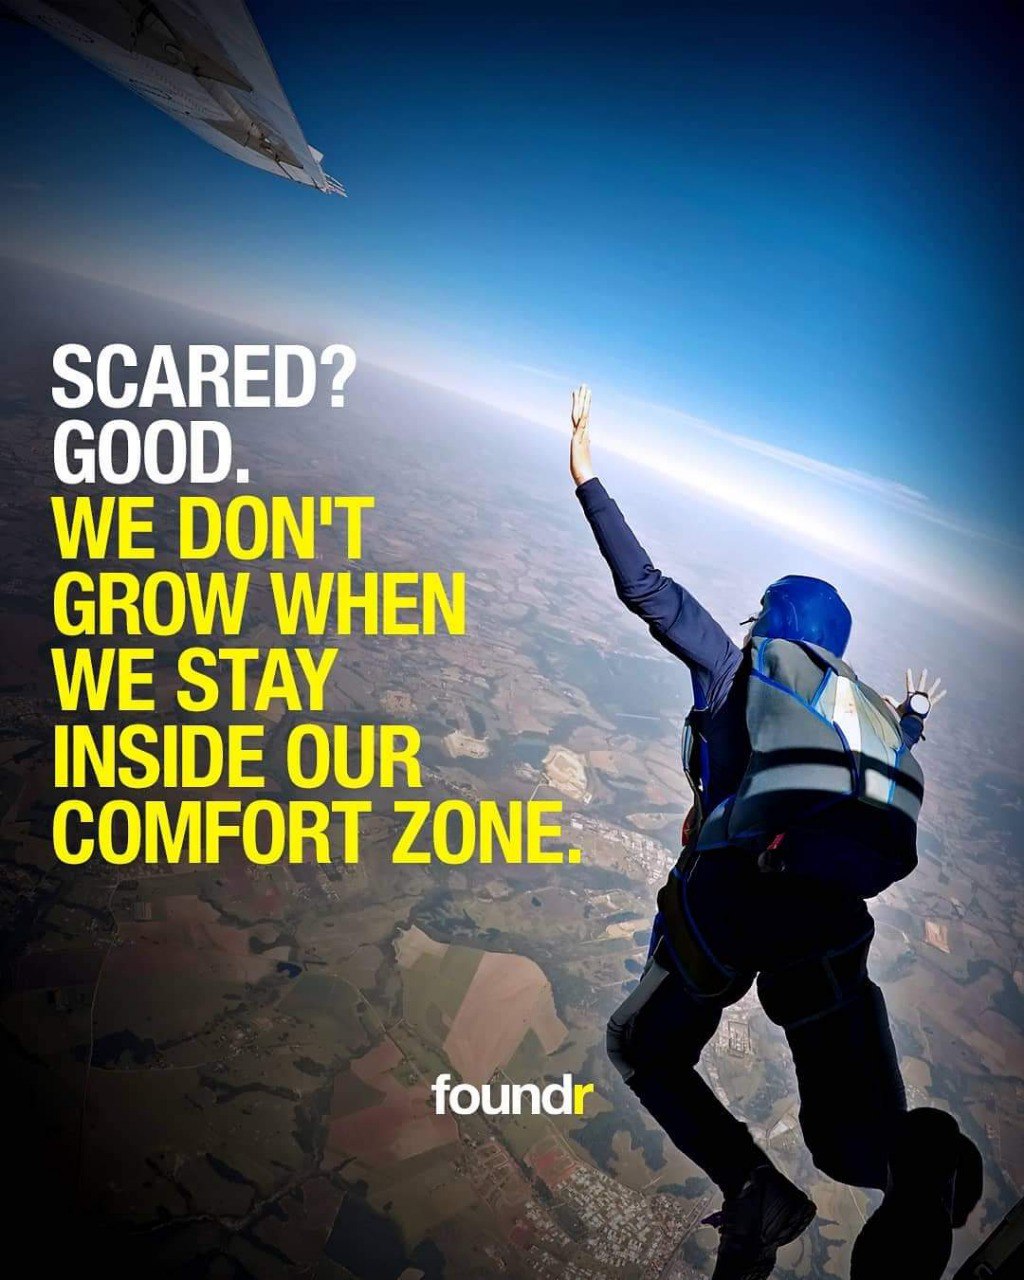 SCARED?
GOOD.
WE DON'T
GROW WHEN
WE STAY
INSIDE OUR
COMFORT ZONE.
foundr